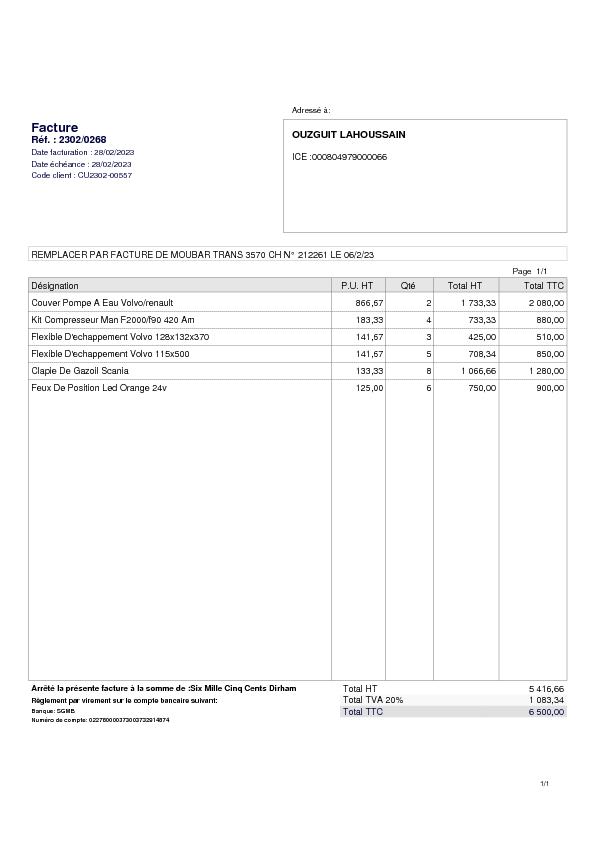 Adressé à:
Facture
Réf. : 2302/0268
Date facturation : 28/02/2023
Date échéance : 28/02/2023
Code client : CU2302-00557
OUZGUIT LAHOUSSAIN
ICE :000804979000066
REMPLACER PAR FACTURE DE MOUBAR TRANS 3570 CH N° 212261 LE 06/2/23
Page 1/1
Désignation P.U. HT Qté Total HT Total TTC
Couver Pompe A Eau Volvo/renault 866,67 2 1 733,33 2 080,00
Kit Compresseur Man F2000/f90 420 Am 183,33 4 733,33 880,00
Flexible D'echappement Volvo 128x132x370 141,67 3 425,00 510,00
Flexible D'echappement Volvo 115x500 141,67 5 708,34 850,00
Clapie De Gazoil Scania 133,33 8 1 066,66 1 280,00
Feux De Position Led Orange 24v 125,00 6 750,00 900,00
Arrêté la présente facture à la somme de :Six Mille Cinq Cents Dirham
Total HT 5 416,66
Règlement par virement sur le compte bancaire suivant:
Total TVA 20% 1 083,34
Banque: SGMB
Total TTC 6 500,00
Numéro de compte:
1/1